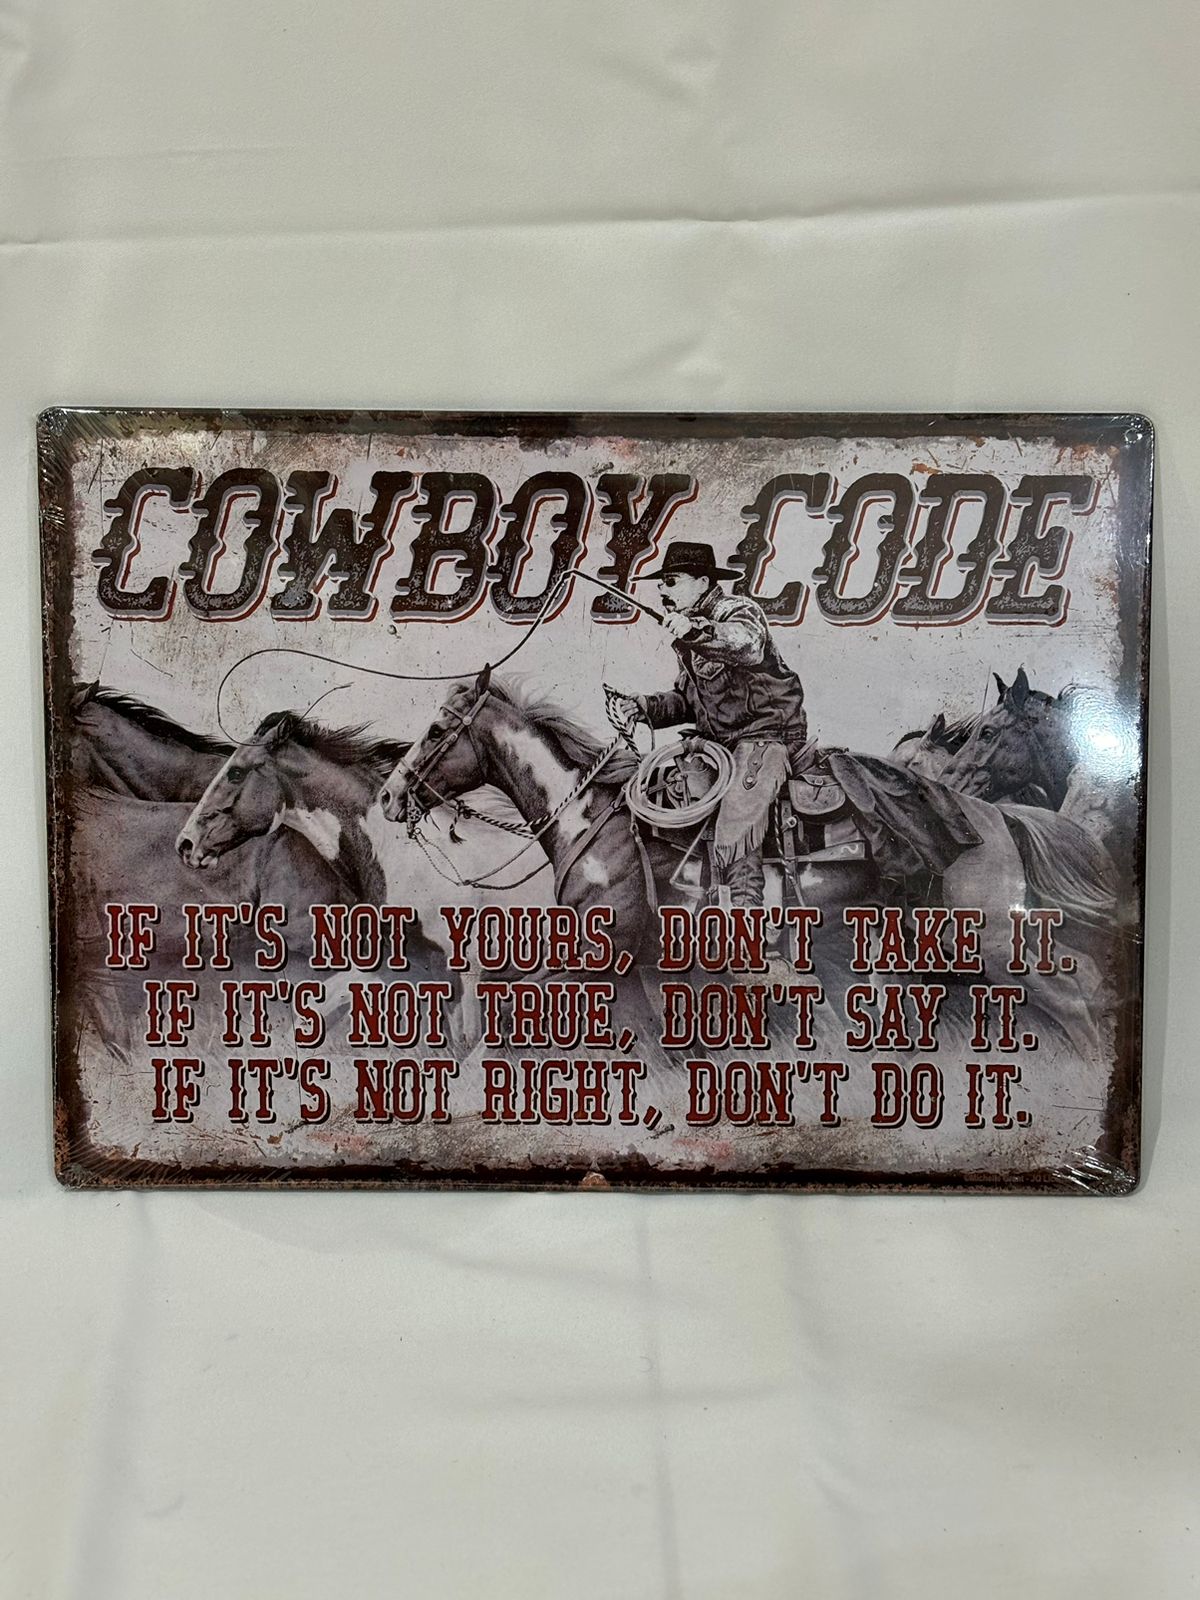 COWBOY CODE
IF IT'S NOT YOURS, DON'T TAKE IT.
IF IT'S NOT TRUE, DON'T SAY IT.
IF IT'S NOT RIGHT, DON'T DO IT.